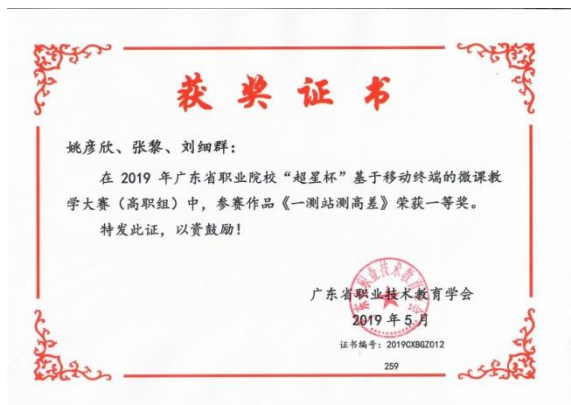 获奖证书
姚彦欣、张黎、刘细群：
在 2019 年广东省职业院校“超星杯”基于移动终端的微课教
学大赛（高职组）中，参赛作品《一测站测高差》荣获一等奖。
特发此证，以资鼓励！
广东省职业技术教育学会
2019 年 5 月
证书编号：2019CXBGZ012
259